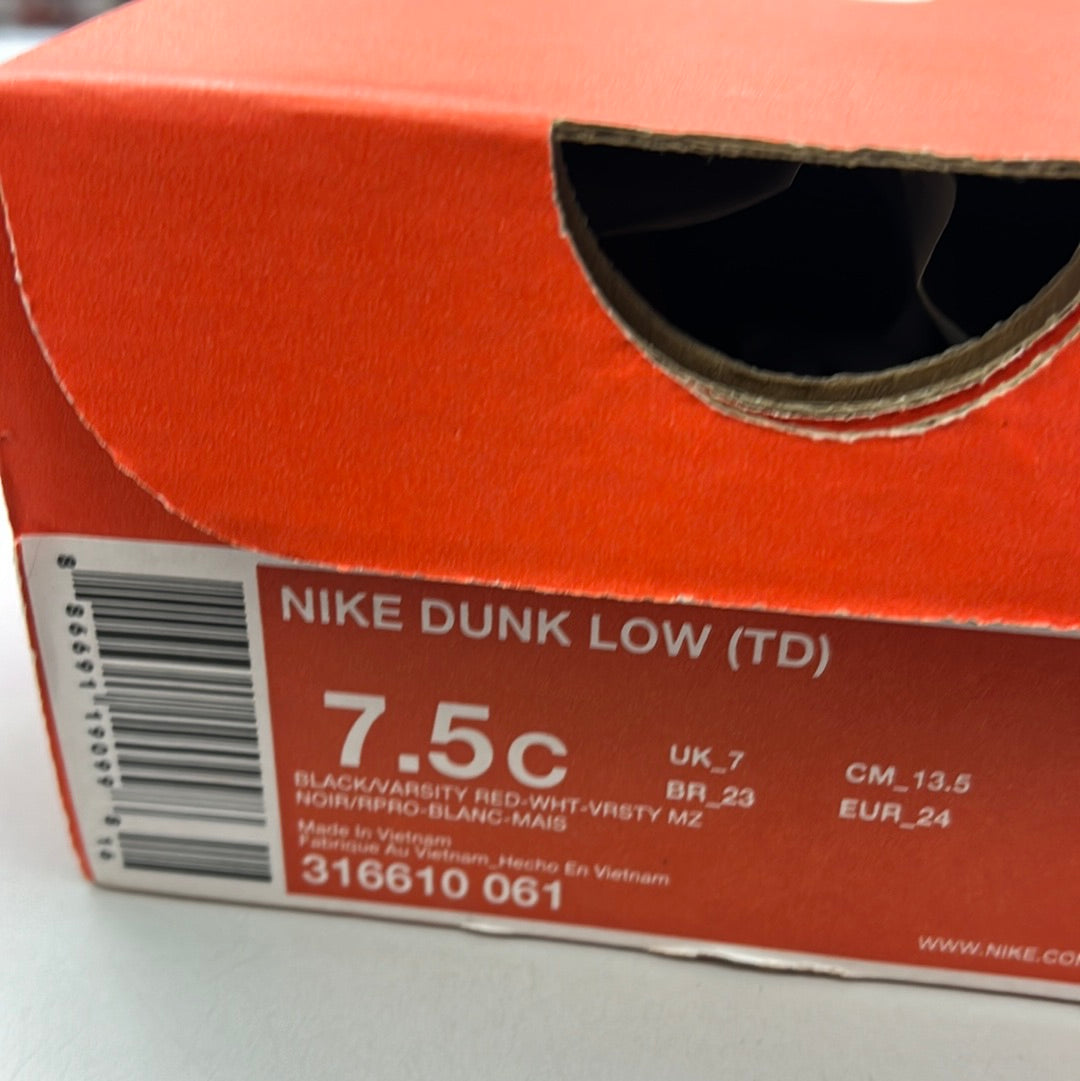 NIKE DUNK LOW (TD)
7.5C
UK_7
CM_13.5
BR_23
EUR_24
BLACK/VARSITY RED-WHT-VRSTY MZ
NOIR/RPRO-BLANC-MAIS
Made In Vietnam
Fabrique Au Vietnam_Hecho En Vietnam
316610 061
WWW.NIKE.CO